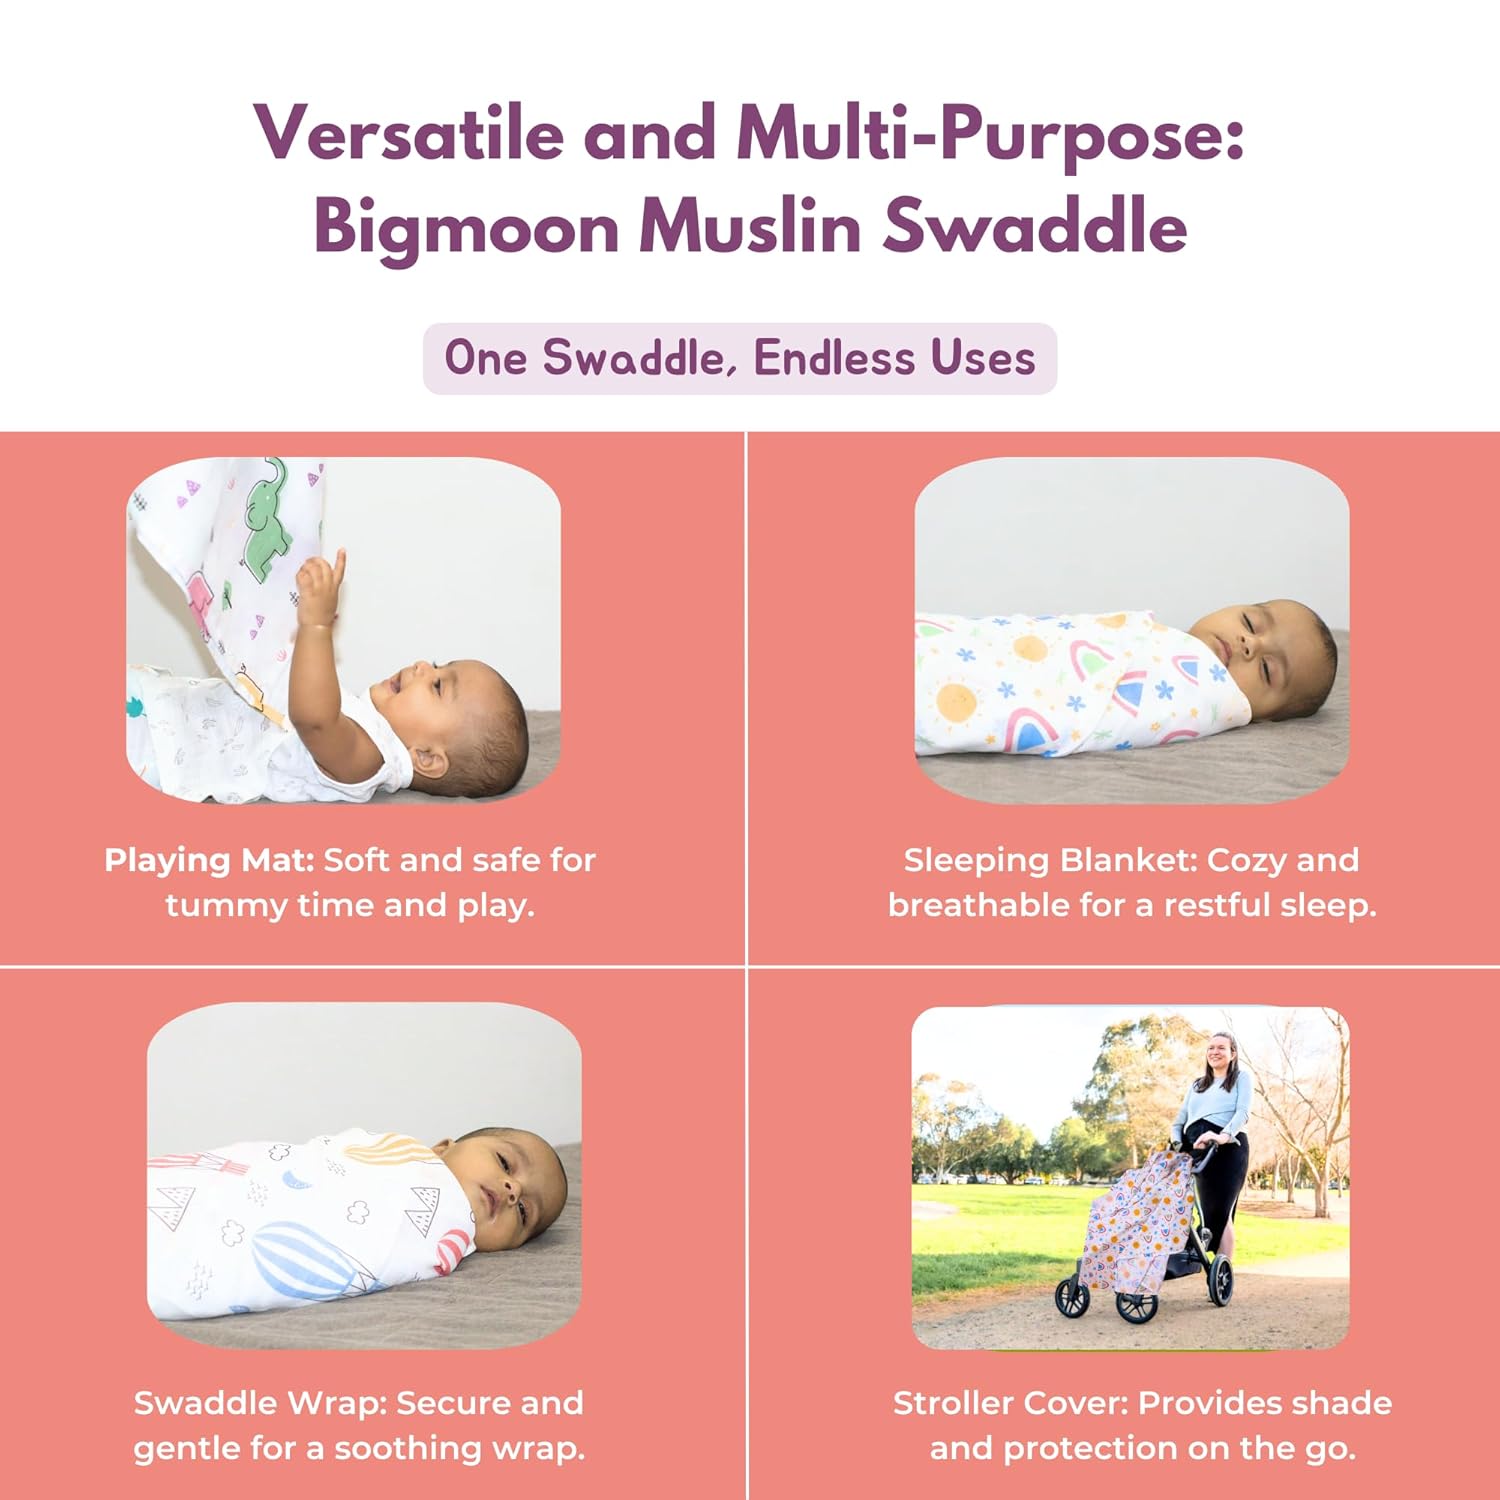 Versatile and Multi-Purpose:
Bigmoon Muslin Swaddle
One Swaddle, Endless Uses
Playing Mat: Soft and safe for
tummy time and play.
Sleeping Blanket: Cozy and
breathable for a restful sleep.
Swaddle Wrap: Secure and
gentle for a soothing wrap.
Stroller Cover: Provides shade
and protection on the go.